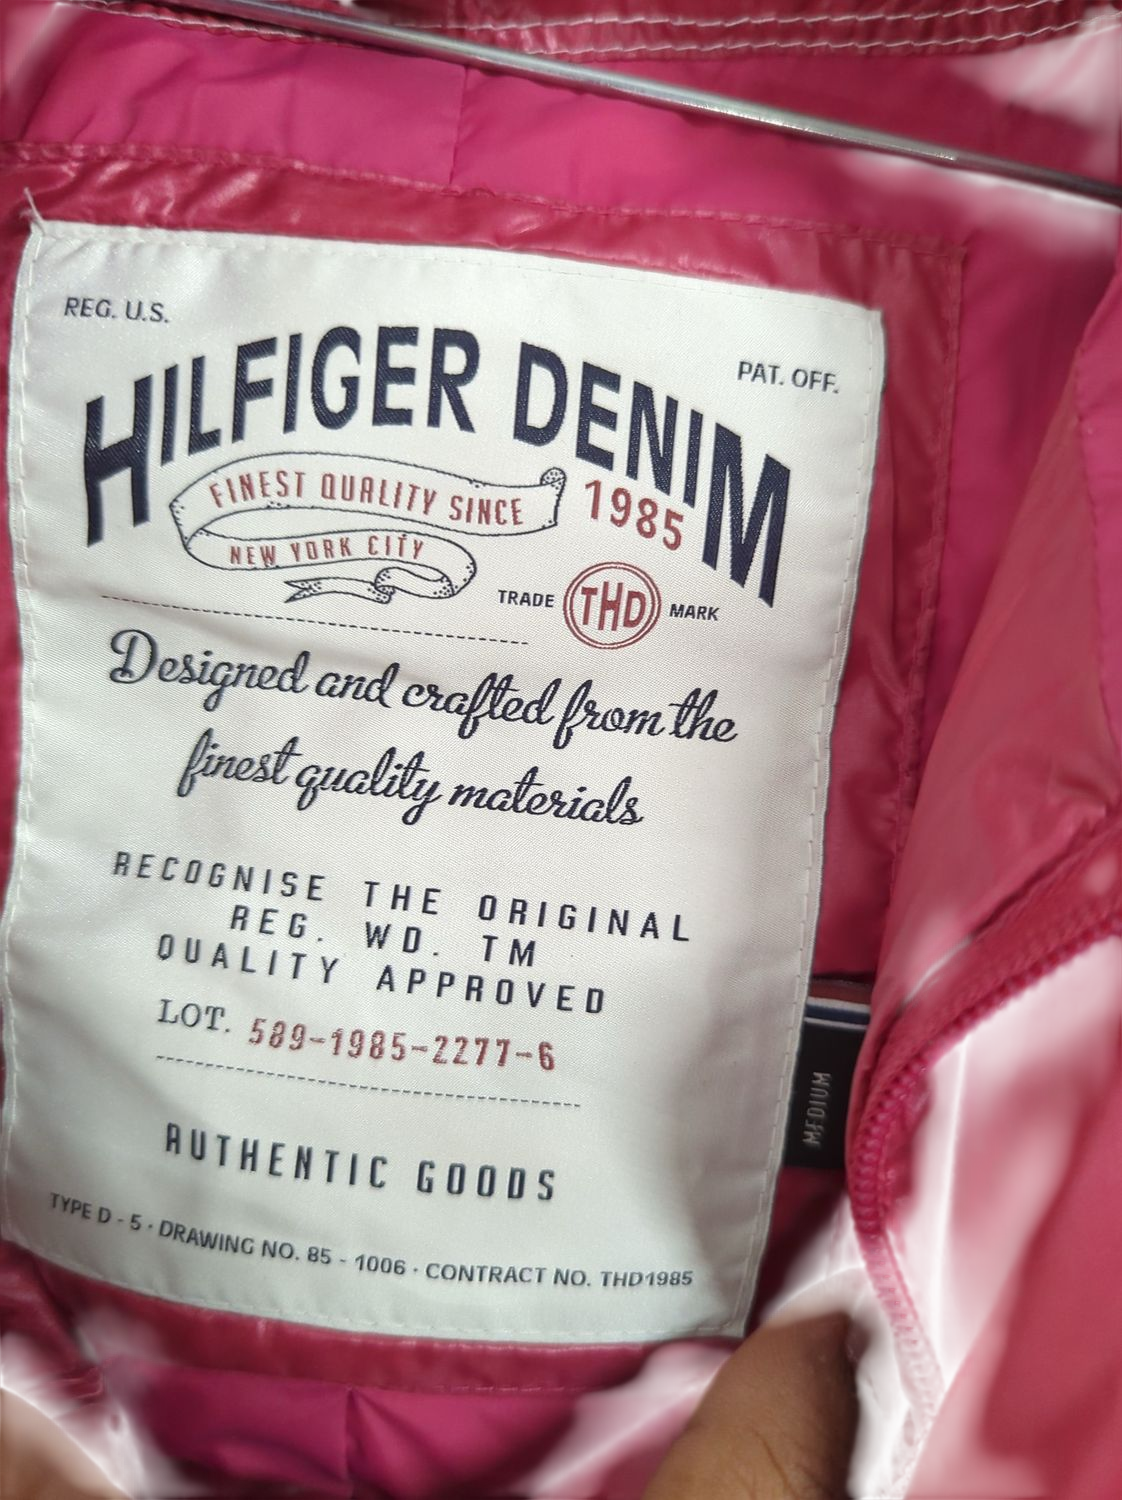 REG. U.S.
PAT. OFF.
HILFIGER DENIM
FINEST QUALITY SINCE 1985
NEW YORK CITY
TRADE THD MARK
Designed and crafted from the
finest quality materials
RECOGNISE THE ORIGINAL
REG. WD. TM
QUALITY APPROVED
LOT. 589-1985-2277-6
AUTHENTIC GOODS
TYPE D - 5 · DRAWING NO. 85 - 1006 · CONTRACT NO. THD1985
MEDIUM